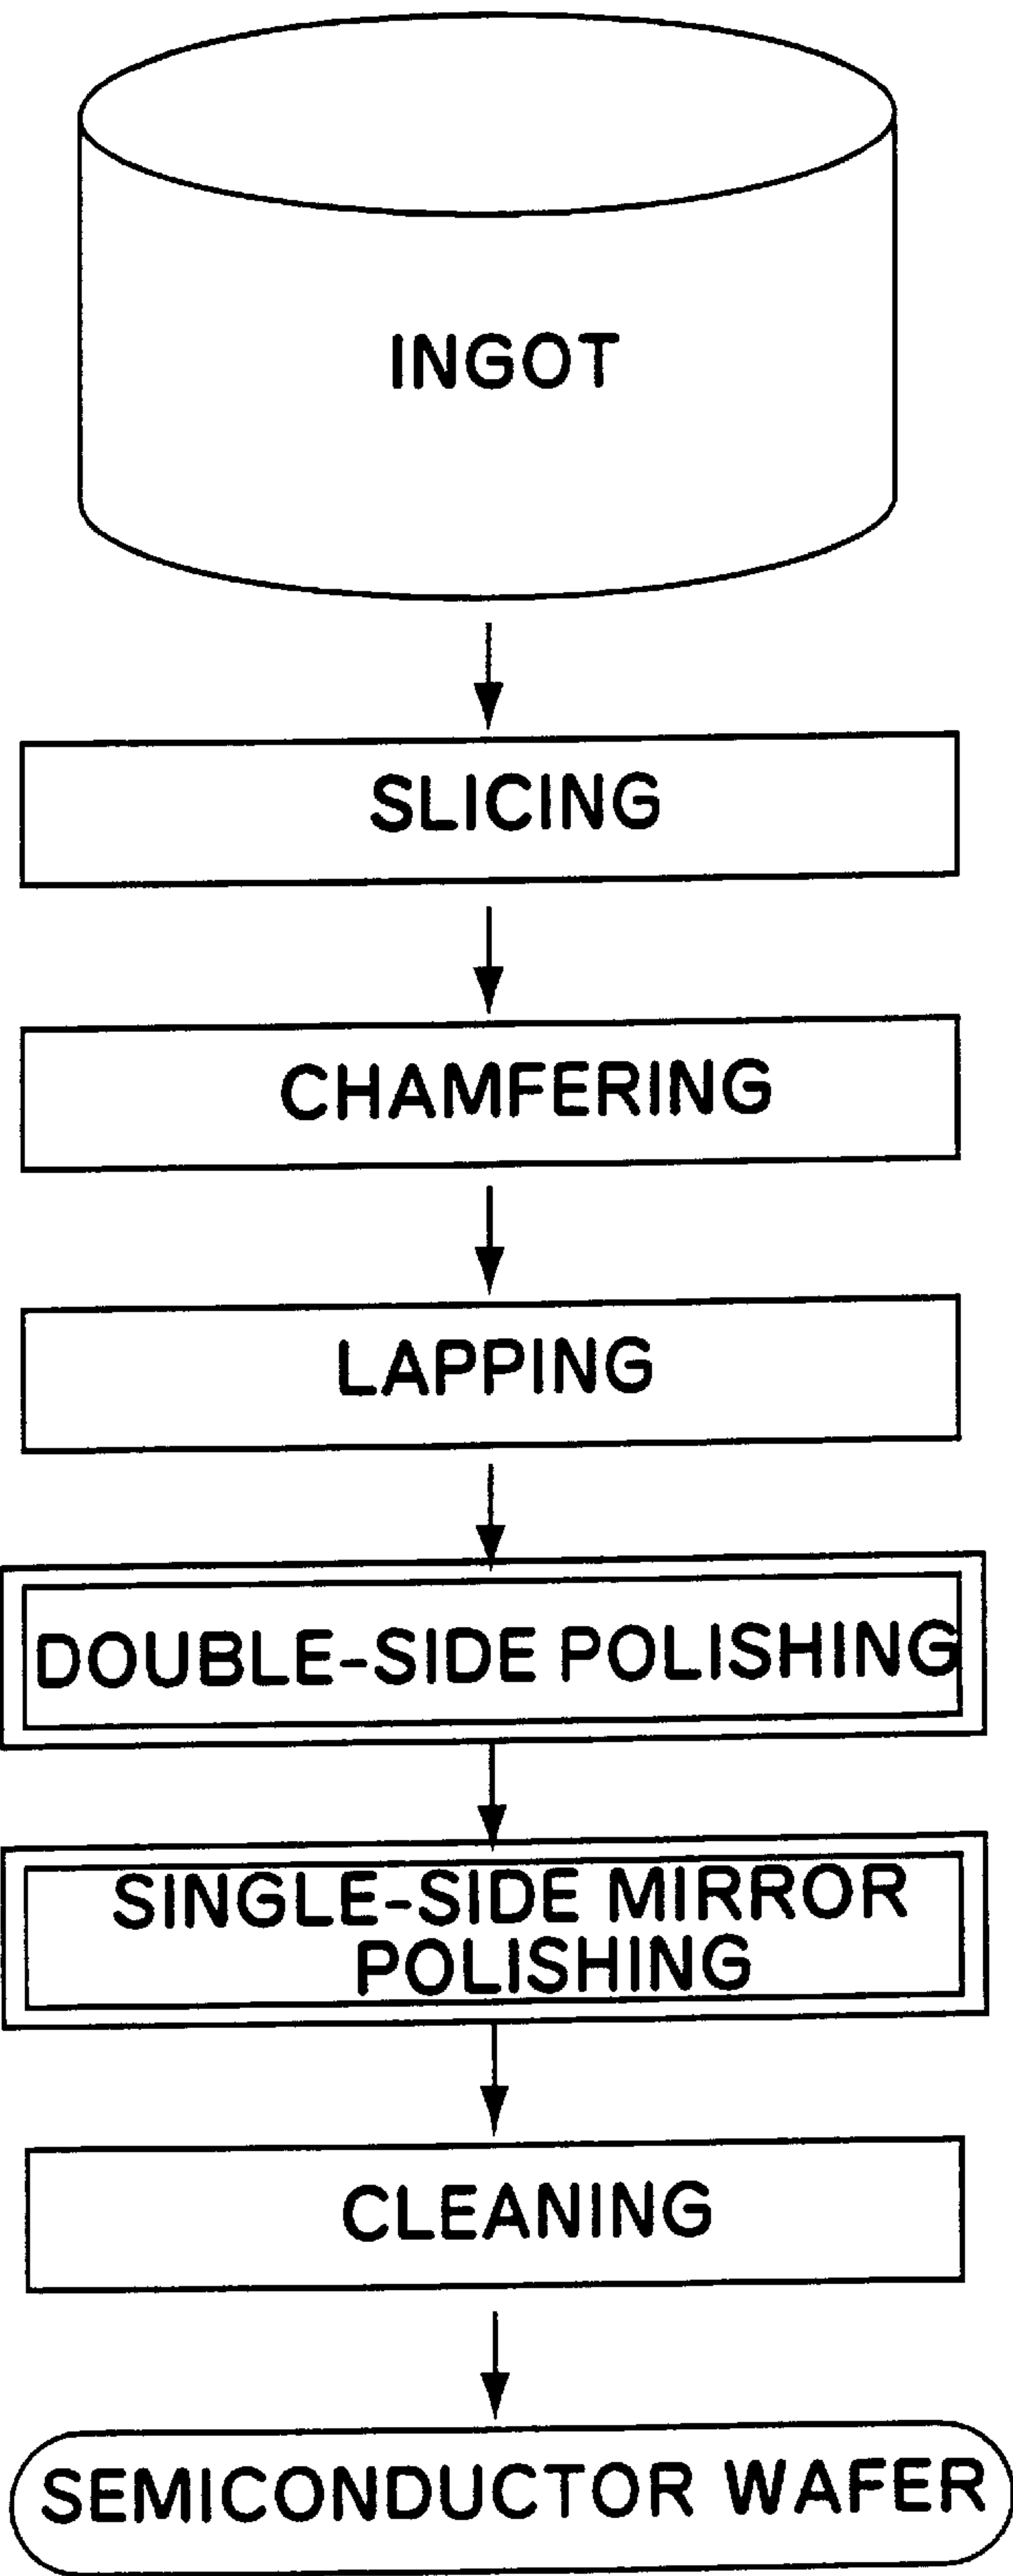 INGOT
SLICING
CHAMFERING
LAPPING
DOUBLE-SIDE POLISHING
SINGLE-SIDE MIRROR
POLISHING
CLEANING
SEMICONDUCTOR WAFER